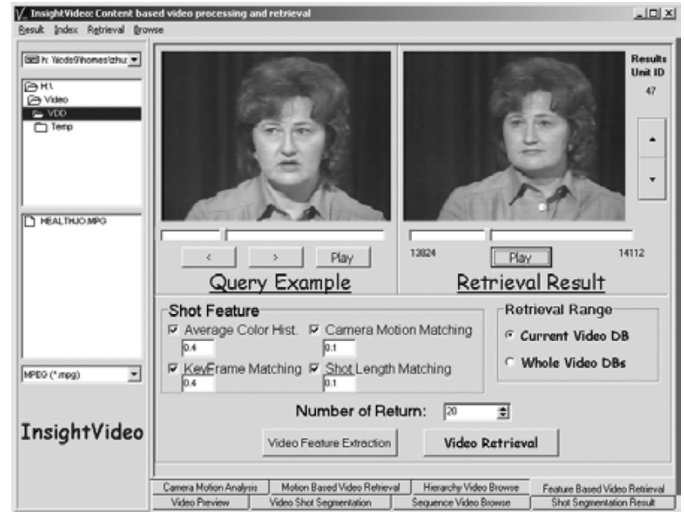 InsightVideo: Content based video processing and retrieval
Result Index Retrieval Browse
H:\
Video
VDD
Temp
HEALTHJO.MPG
MPEG (*.mpg)
InsightVideo
Results
Unit ID
47
< > Play
Query Example
13824 Play 14112
Retrieval Result
Shot Feature
Average Color Hist. Camera Motion Matching
0.4 0.1
KeyFrame Matching Shot Length Matching
0.4 0.1
Retrieval Range
Current Video DB
Whole Video DBs
Number of Return: 20
Video Feature Extraction Video Retrieval
Camera Motion Analysis Motion Based Video Retrieval Hierarchy Video Browse Feature Based Video Retrieval
Video Preview Video Shot Segmentation Sequence Video Browse Shot Segmentation Result